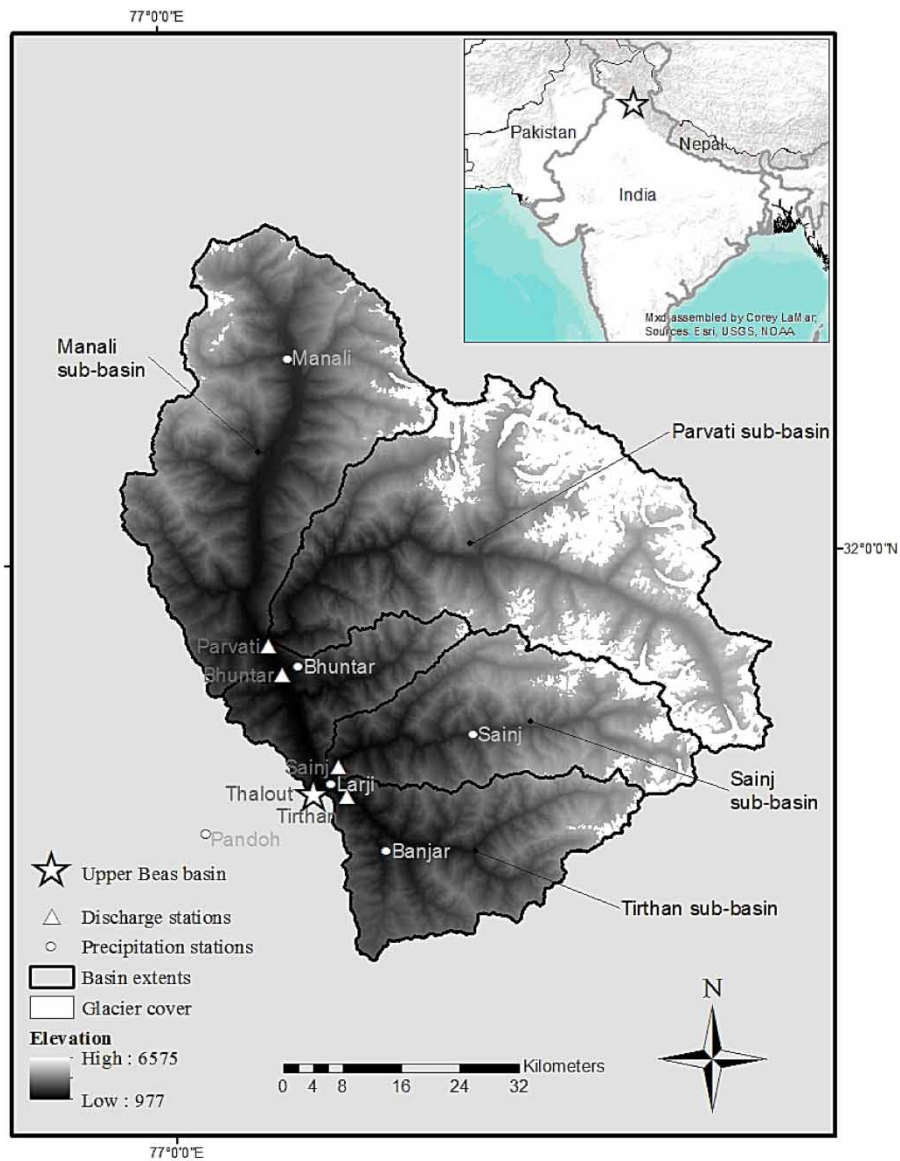 77°0'0"E
Pakistan
Nepal
India
Mxd assembled by Corey LaMar,
Sources: Esri, USGS, NOAA
Manali
sub-basin
Manali
Parvati sub-basin
32°0'0"N
Parvati
Bhuntar
Bhuntar
Sainj
Sainj
Larji
Thalout
Tirthan
Sainj
sub-basin
Pandoh
Banjar
Tirthan sub-basin
Upper Beas basin
Discharge stations
Precipitation stations
Basin extents
Glacier cover
Elevation
High : 6575
Low : 977
Kilometers
0 4 8 16 24 32
N
77°0'0"E